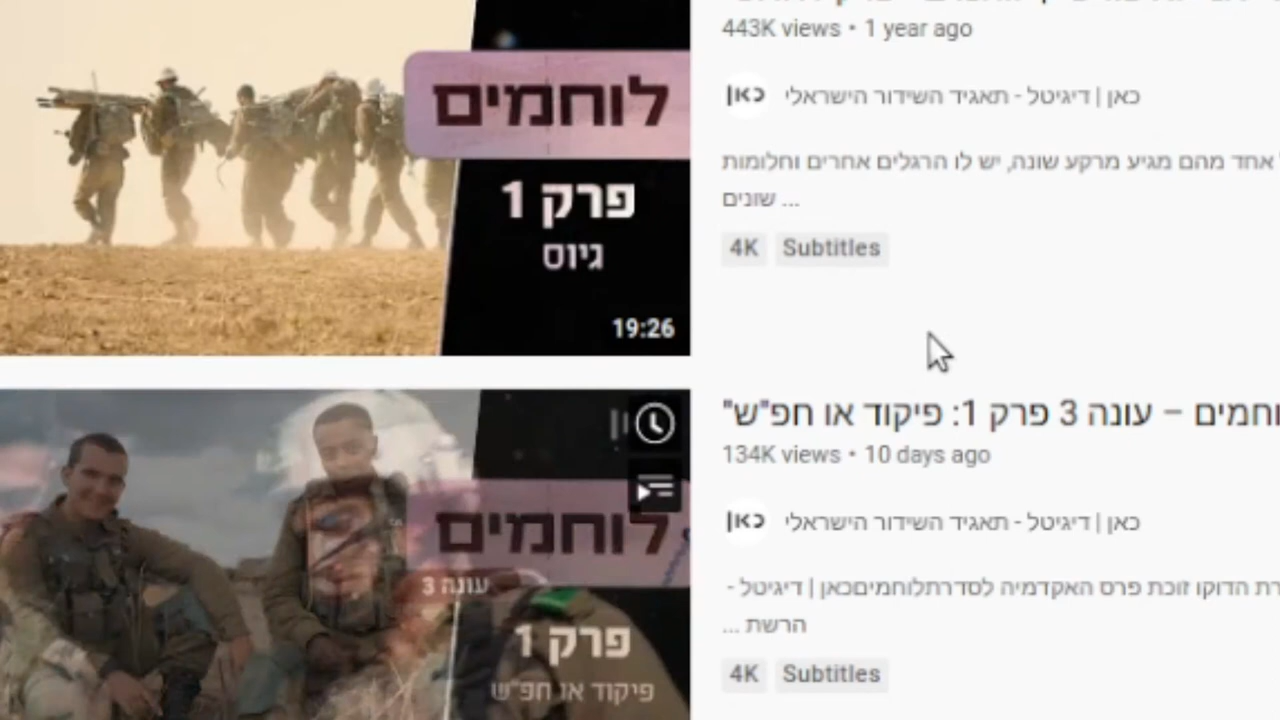 443K views • 1 year ago
לוחמים
כאן
כאן | דיגיטל - תאגיד השידור הישראלי
אחד מהם מגיע מרקע שונה, יש לו הרגלים אחרים וחלומות
שונים ...
פרק 1
גיוס
4K
Subtitles
19:26
וחמים – עונה 3 פרק 1: פיקוד או חפ"ש"
134K views • 10 days ago
כאן
כאן | דיגיטל - תאגיד השידור הישראלי
לוחמים
עונה 3
רת הדוקו זוכת פרס האקדמיה לסדרתלוחמיםכאן | דיגיטל -
הרשת ...
פרק 1
פיקוד או חפ"ש
4K
Subtitles